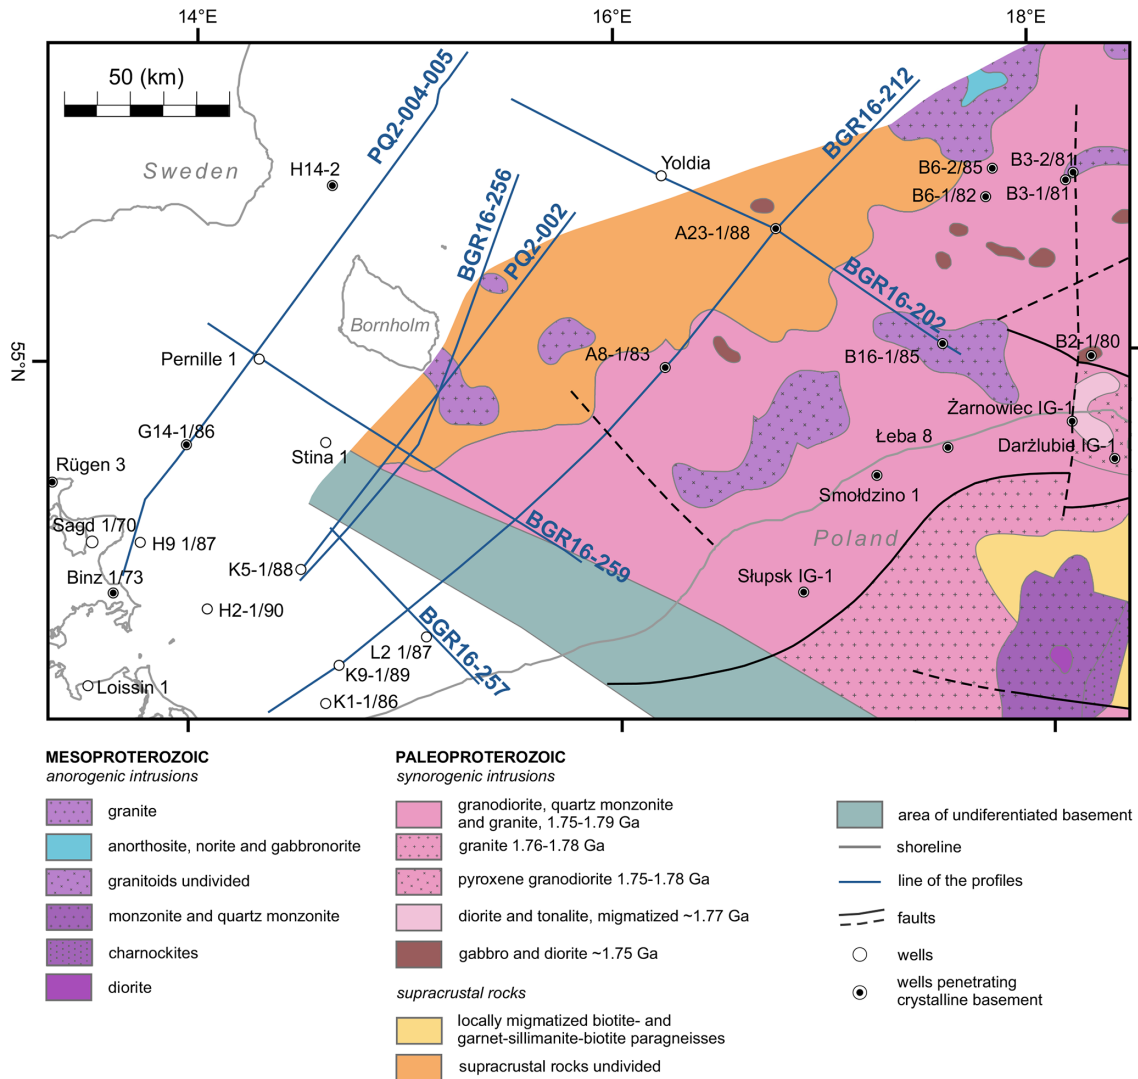 14°E
16°E
18°E
50 (km)
PQ2-004-005
BGR16-212
Sweden
H14-2
Yoldia
B6-2/85
B3-2/81
B6-1/82
B3-1/81
BGR16-256
PQ2-002
A23-1/88
BGR16-202
Bornholm
55°N
Pernille 1
A8-1/83
B16-1/85
B2-1/80
Żarnowiec IG-1
G14-1/86
Łeba 8
Darżlubie IG-1
Stina 1
Rügen 3
Smołdzino 1
Sagd 1/70
H9 1/87
BGR16-259
Poland
K5-1/88
Binz 1/73
Słupsk IG-1
H2-1/90
BGR16-257
L2 1/87
K9-1/89
Loissin 1
K1-1/86
MESOPROTEROZOIC
anorogenic intrusions
granite
anorthosite, norite and gabbronorite
granitoids undivided
monzonite and quartz monzonite
charnockites
diorite
PALEOPROTEROZOIC
synorogenic intrusions
granodiorite, quartz monzonite
and granite, 1.75-1.79 Ga
granite 1.76-1.78 Ga
pyroxene granodiorite 1.75-1.78 Ga
diorite and tonalite, migmatized ~1.77 Ga
gabbro and diorite ~1.75 Ga
supracrustal rocks
locally migmatized biotite- and
garnet-sillimanite-biotite paragneisses
supracrustal rocks undivided
area of undiferentiated basement
shoreline
line of the profiles
faults
wells
wells penetrating
crystalline basement